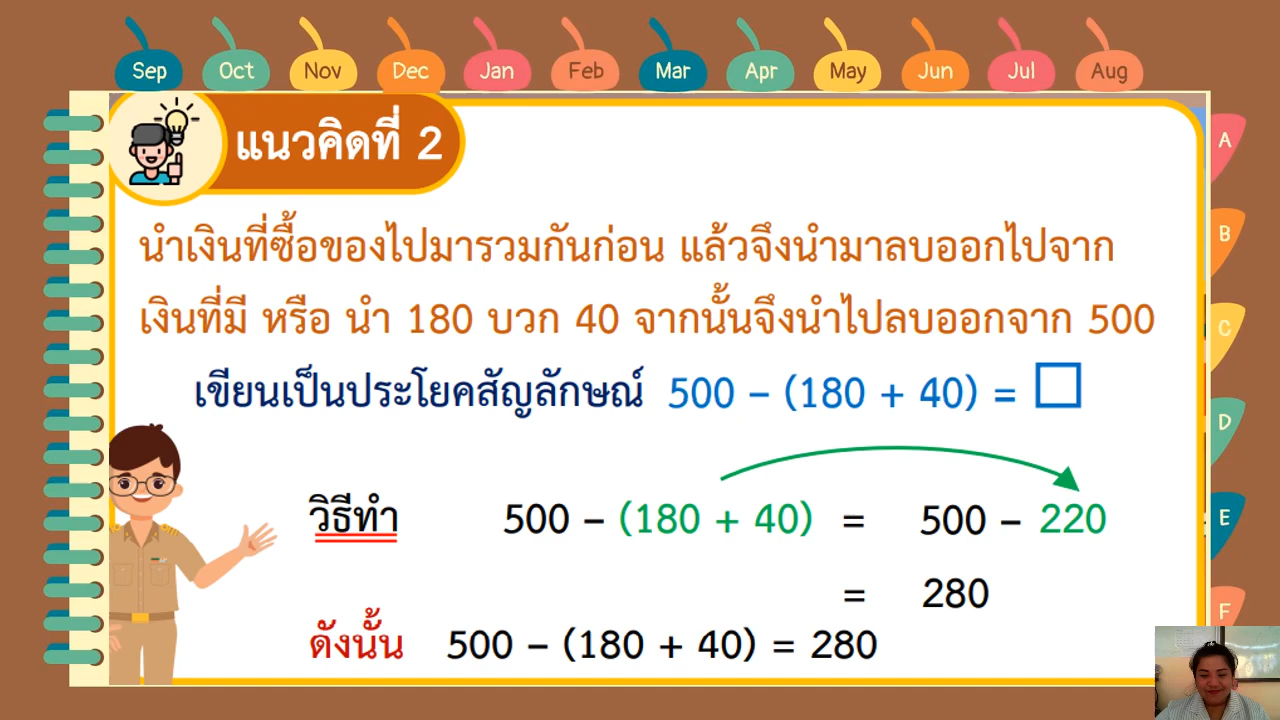 Sep Oct Nov Dec Jan Feb Mar Apr May Jun Jul Aug
แนวคิดที่ 2
A
B
C
D
E
F
นำเงินที่ซื้อของไปมารวมกันก่อน แล้วจึงนำมาลบออกไปจาก
เงินที่มี หรือ นำ 180 บวก 40 จากนั้นจึงนำไปลบออกจาก 500
เขียนเป็นประโยคสัญลักษณ์ 500 – (180 + 40) = □
วิธีทำ 500 – (180 + 40) = 500 – 220
= 280
ดังนั้น 500 – (180 + 40) = 280